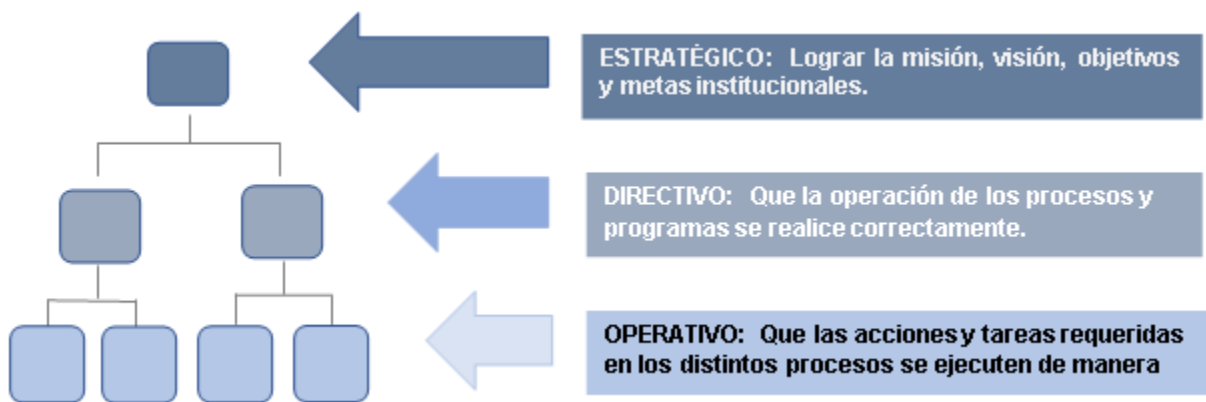 ESTRATÉGICO: Lograr la misión, visión, objetivos
y metas institucionales.
DIRECTIVO: Que la operación de los procesos y
programas se realice correctamente.
OPERATIVO: Que las acciones y tareas requeridas
en los distintos procesos se ejecuten de manera